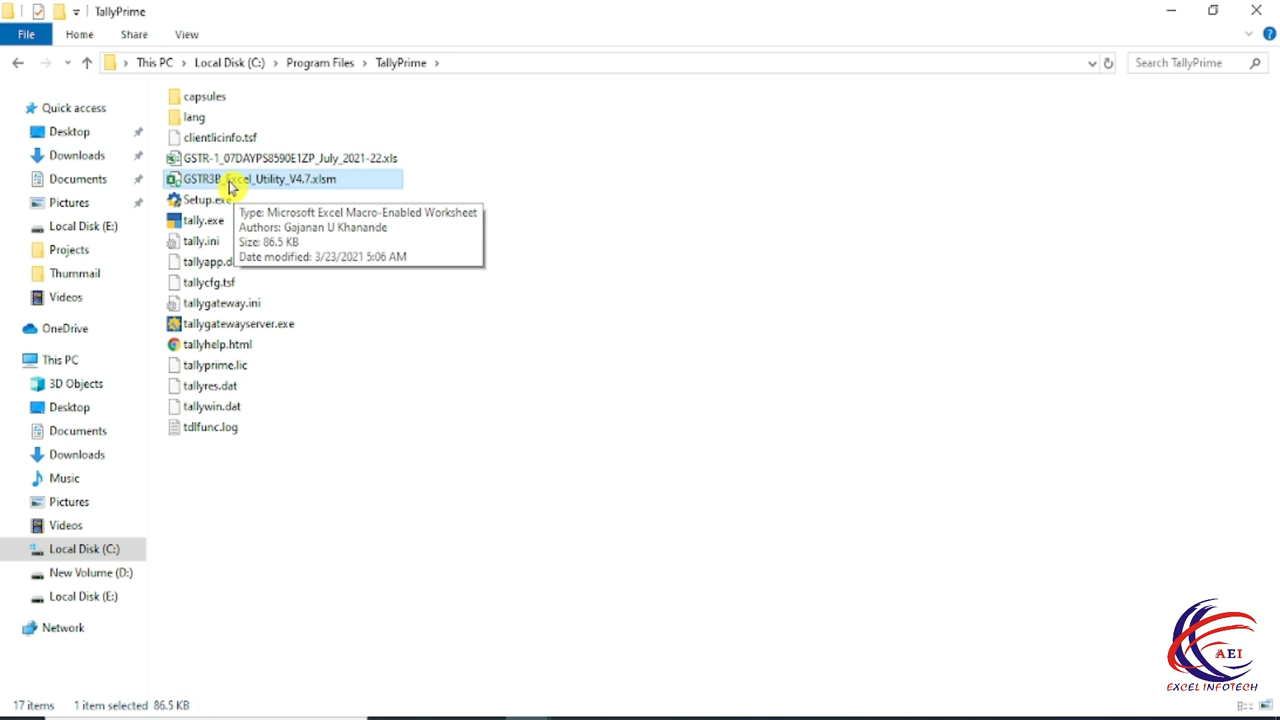 TallyPrime
File Home Share View
This PC Local Disk (C:) Program Files TallyPrime
Search TallyPrime
Quick access
Desktop
Downloads
Documents
Pictures
Local Disk (E:)
Projects
Thummail
Videos
OneDrive
This PC
3D Objects
Desktop
Documents
Downloads
Music
Pictures
Videos
Local Disk (C:)
New Volume (D:)
Local Disk (E:)
Network
capsules
lang
clientlicinfo.tsf
GSTR-1_07DAYPS8590E1ZP_July_2021-22.xls
GSTR3B_Excel_Utility_V4.7.xlsm
Setup.exe
tally.exe
tally.ini
tallyapp.d
tallycfg.tsf
tallygateway.ini
tallygatewayserver.exe
tallyhelp.html
tallyprime.lic
tallyres.dat
tallywin.dat
tdlfunc.log
Type: Microsoft Excel Macro-Enabled Worksheet
Authors: Gajanan U Khanande
Size: 86.5 KB
Date modified: 3/23/2021 5:06 AM
AEI
EXCEL INFOTECH
17 items 1 item selected 86.5 KB